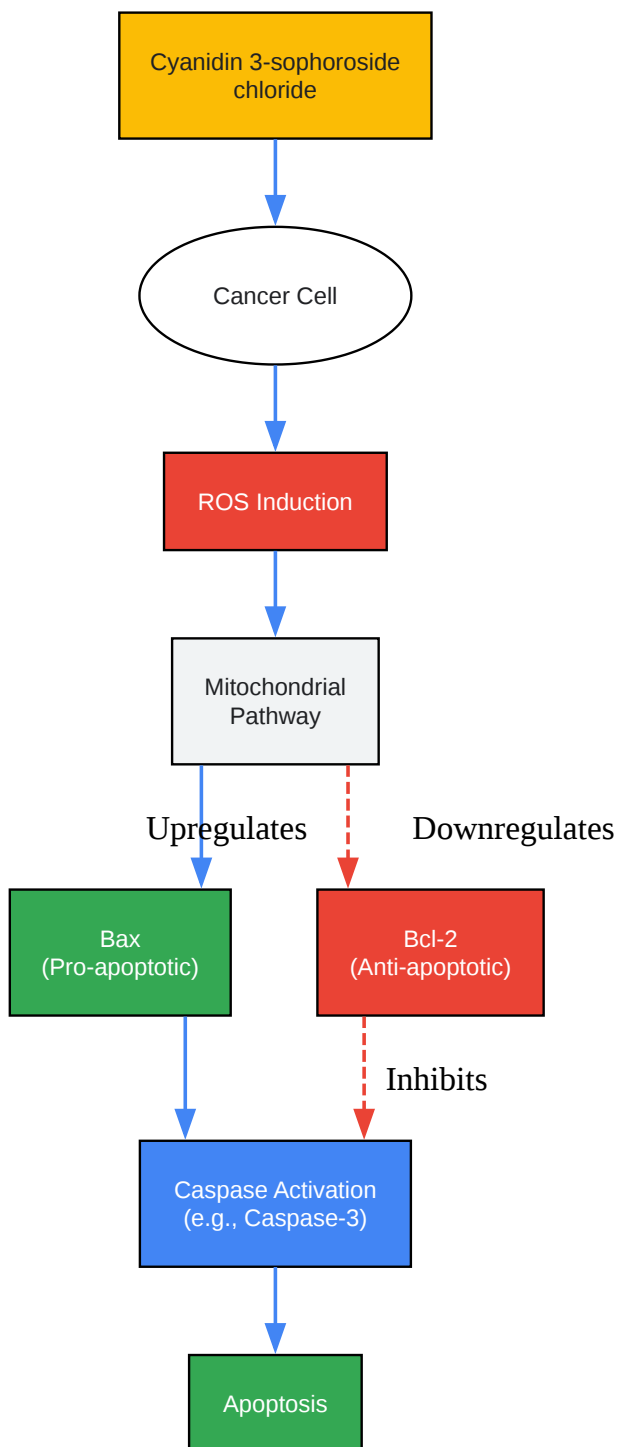 Cyanidin 3-sophoroside
chloride
Cancer Cell
ROS Induction
Mitochondrial
Pathway
Upregulates
Downregulates
Bax
(Pro-apoptotic)
Bcl-2
(Anti-apoptotic)
Inhibits
Caspase Activation
(e.g., Caspase-3)
Apoptosis